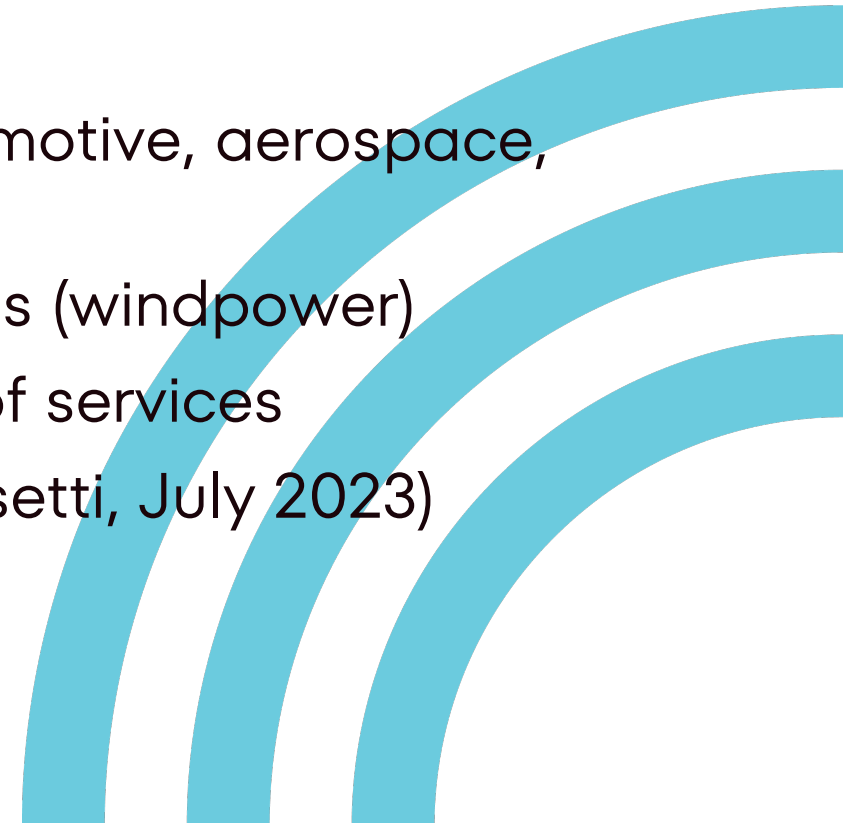 motive, aerospace,
s (windpower)
of services
setti, July 2023)